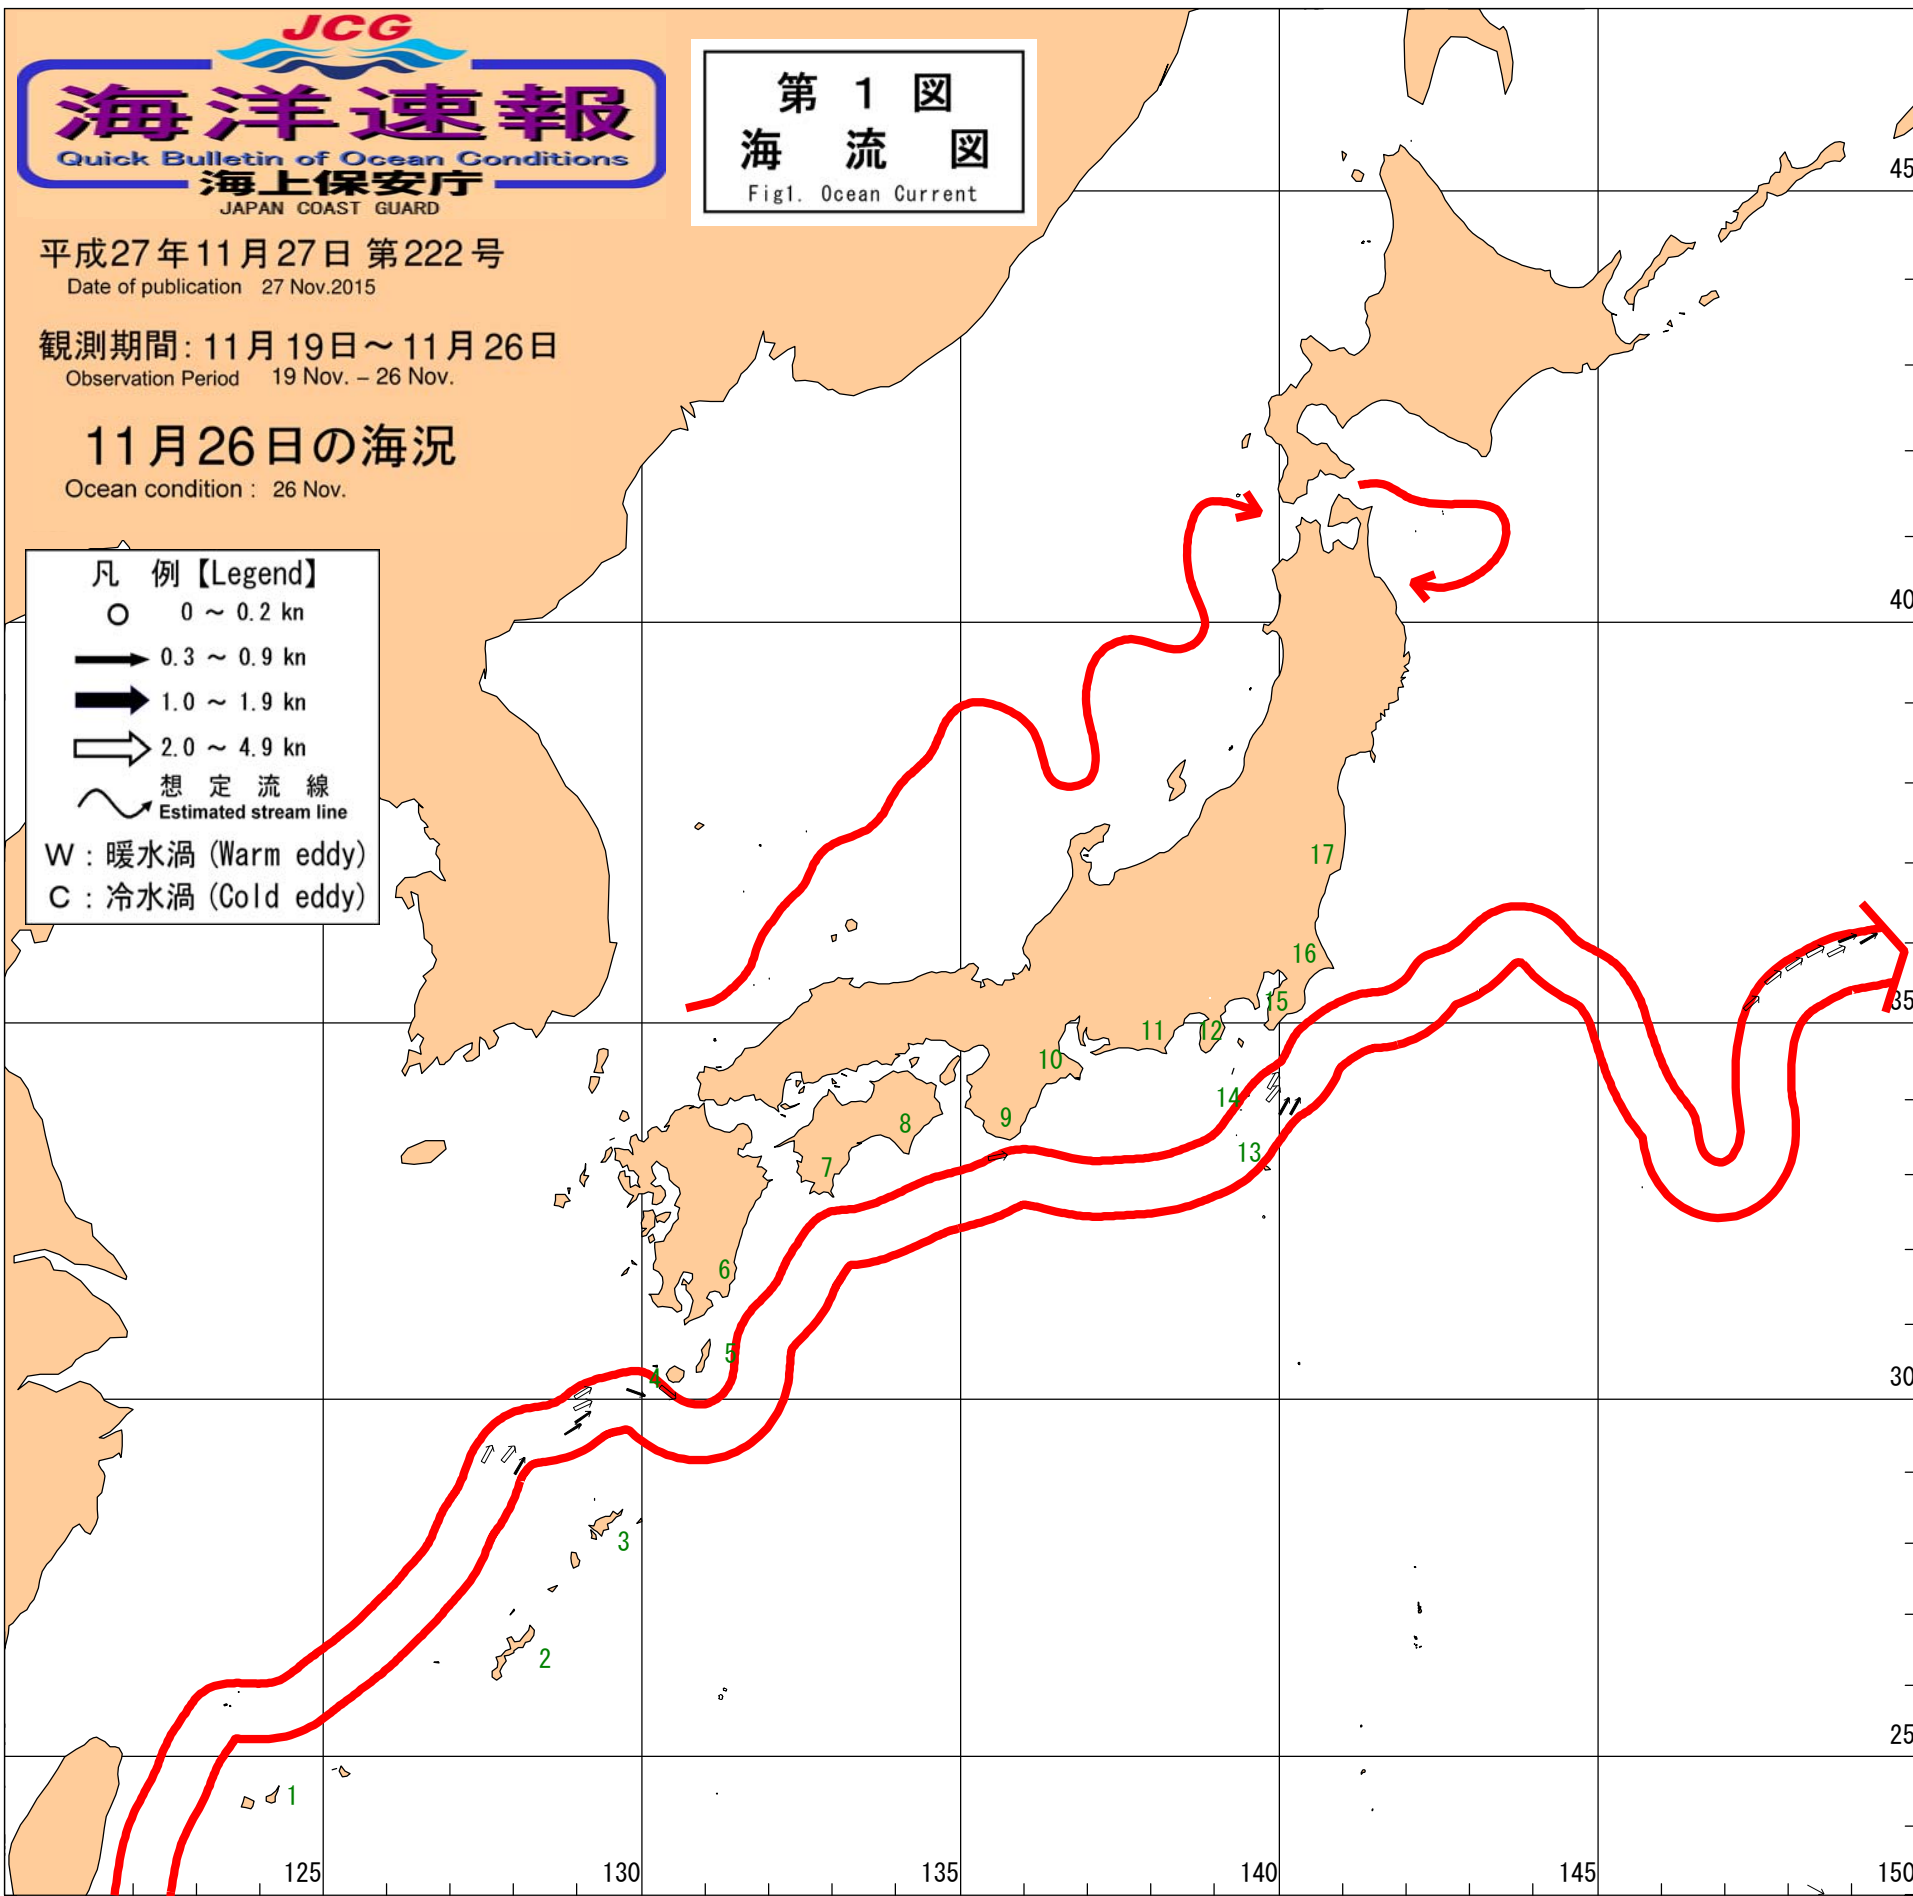 JCG
海洋速報
Quick Bulletin of Ocean Conditions
海上保安庁
JAPAN COAST GUARD
第 1 図
海 流 図
Fig1. Ocean Current
平成27年11月27日 第222号
Date of publication 27 Nov.2015
観測期間: 11月19日～11月26日
Observation Period 19 Nov. – 26 Nov.
11月26日の海況
Ocean condition : 26 Nov.
凡 例【Legend】
0 ～ 0.2 kn
0.3 ～ 0.9 kn
1.0 ～ 1.9 kn
2.0 ～ 4.9 kn
想 定 流 線
Estimated stream line
W : 暖水渦 (Warm eddy)
C : 冷水渦 (Cold eddy)
45
40
17
16
15
35
12
11
10
14
9
8
13
7
6
5
4
30
3
2
25
1
125
130
135
140
145
150